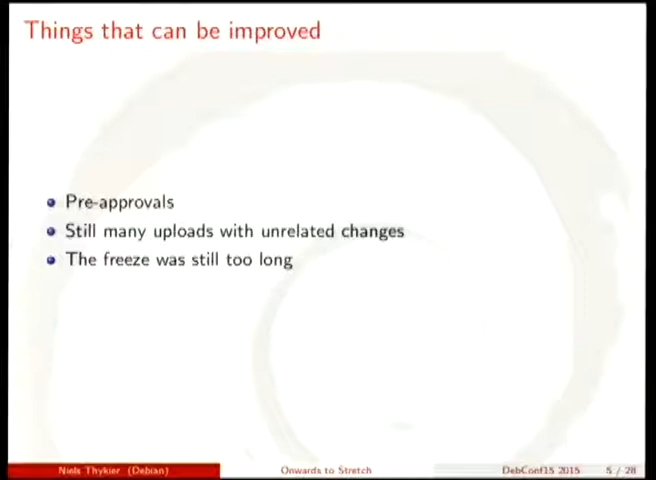 Things that can be improved
Pre-approvals
Still many uploads with unrelated changes
The freeze was still too long
Niels Thykier (Debian) Onwards to Stretch DebConf15 2015 5 / 28